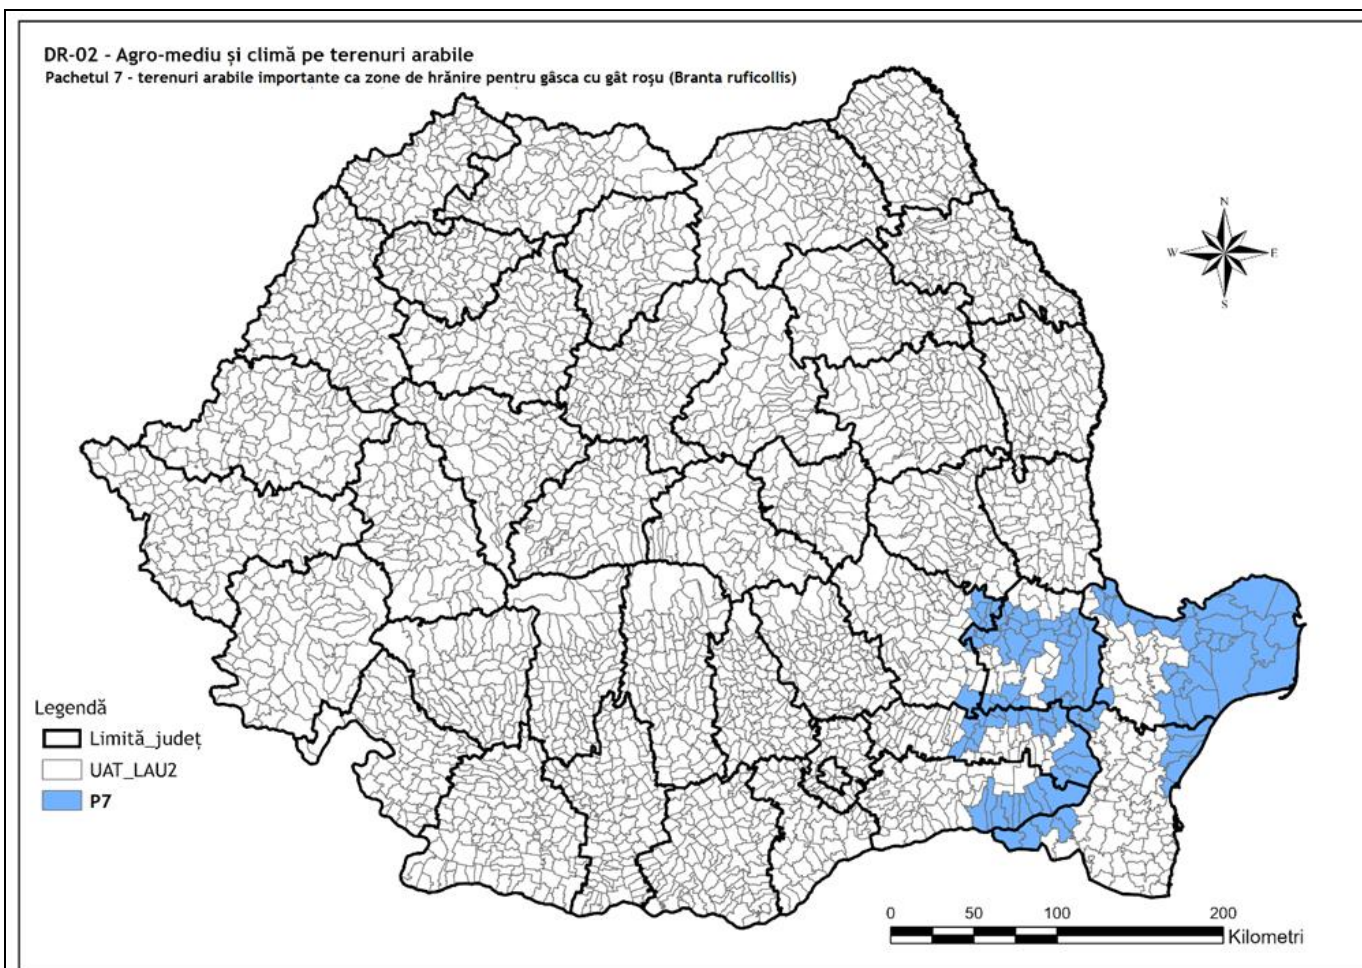 DR-02 - Agro-mediu și climă pe terenuri arabile
Pachetul 7 - terenuri arabile importante ca zone de hrănire pentru gâsca cu gât roșu (Branta ruficollis)
N
W E
S
Legendă
Limită_județ
UAT_LAU2
P7
0 50 100 200
Kilometri